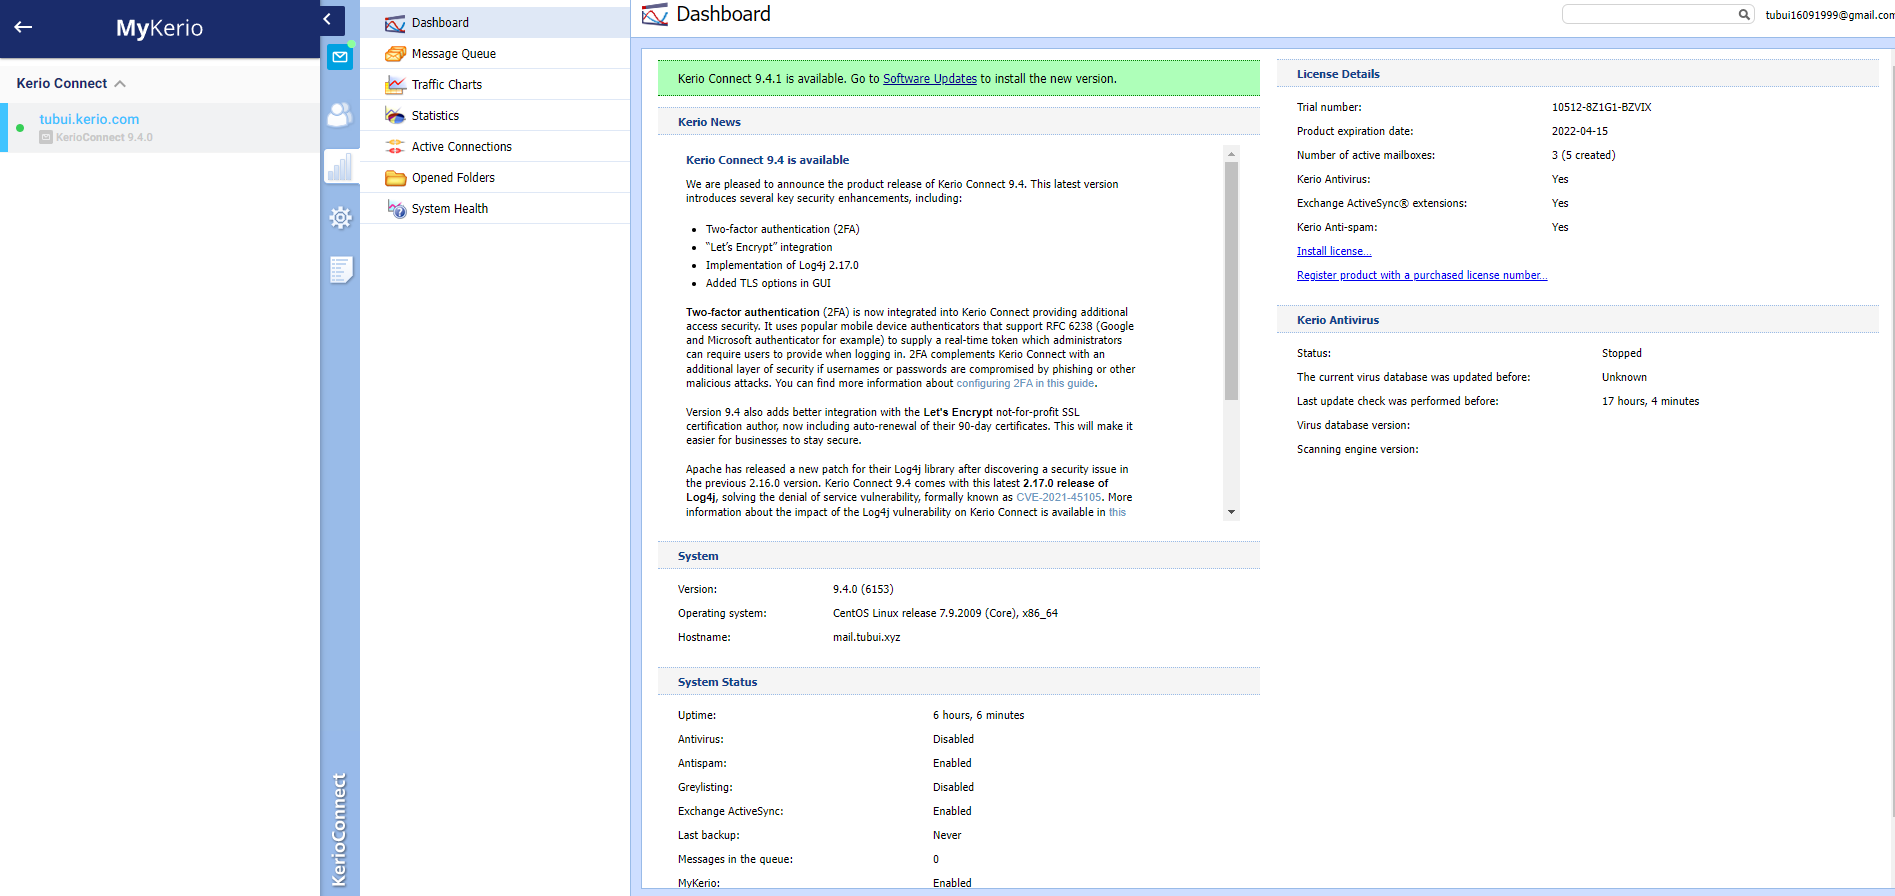 MyKerio
Kerio Connect
tubui.kerio.com
KerioConnect 9.4.0
KerioConnect
Dashboard
Message Queue
Traffic Charts
Statistics
Active Connections
Opened Folders
System Health
Dashboard
tubui16091999@gmail.com
Kerio Connect 9.4.1 is available. Go to Software Updates to install the new version.
Kerio News
Kerio Connect 9.4 is available
We are pleased to announce the product release of Kerio Connect 9.4. This latest version
introduces several key security enhancements, including:
• Two-factor authentication (2FA)
• “Let’s Encrypt” integration
• Implementation of Log4j 2.17.0
• Added TLS options in GUI
Two-factor authentication (2FA) is now integrated into Kerio Connect providing additional
access security. It uses popular mobile device authenticators that support RFC 6238 (Google
and Microsoft authenticator for example) to supply a real-time token which administrators
can require users to provide when logging in. 2FA complements Kerio Connect with an
additional layer of security if usernames or passwords are compromised by phishing or other
malicious attacks. You can find more information about configuring 2FA in this guide.
Version 9.4 also adds better integration with the Let's Encrypt not-for-profit SSL
certification author, now including auto-renewal of their 90-day certificates. This will make it
easier for businesses to stay secure.
Apache has released a new patch for their Log4j library after discovering a security issue in
the previous 2.16.0 version. Kerio Connect 9.4 comes with this latest 2.17.0 release of
Log4j, solving the denial of service vulnerability, formally known as CVE-2021-45105. More
information about the impact of the Log4j vulnerability on Kerio Connect is available in this
System
Version: 9.4.0 (6153)
Operating system: CentOS Linux release 7.9.2009 (Core), x86_64
Hostname: mail.tubui.xyz
System Status
Uptime: 6 hours, 6 minutes
Antivirus: Disabled
Antispam: Enabled
Greylisting: Disabled
Exchange ActiveSync: Enabled
Last backup: Never
Messages in the queue: 0
MyKerio: Enabled
License Details
Trial number: 10512-8Z1G1-BZVIX
Product expiration date: 2022-04-15
Number of active mailboxes: 3 (5 created)
Kerio Antivirus: Yes
Exchange ActiveSync® extensions: Yes
Kerio Anti-spam: Yes
Install license...
Register product with a purchased license number...
Kerio Antivirus
Status: Stopped
The current virus database was updated before: Unknown
Last update check was performed before: 17 hours, 4 minutes
Virus database version:
Scanning engine version: